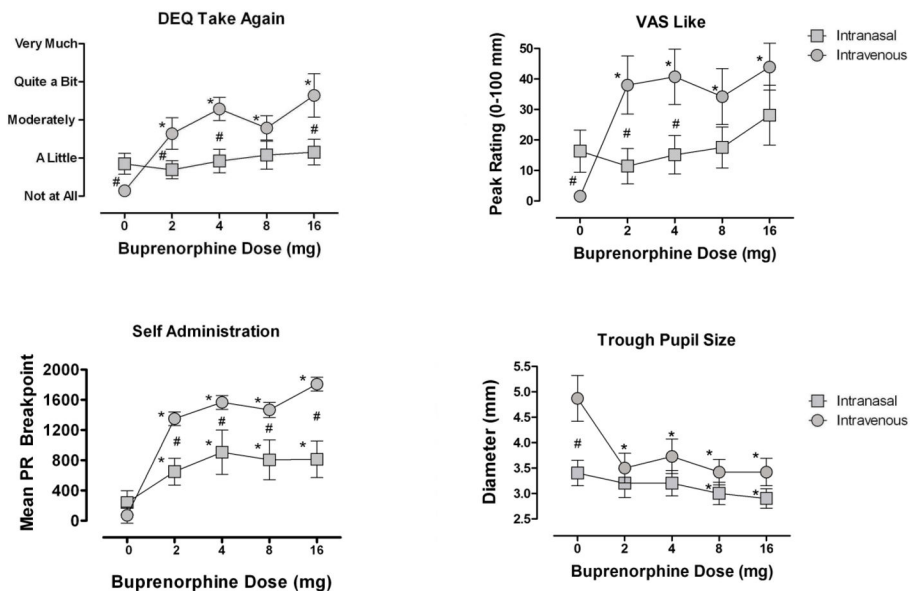 DEQ Take Again
Very Much
Quite a Bit
Moderately
A Little
Not at All
*
*
*
*
#
#
#
#
0 2 4 8 16
Buprenorphine Dose (mg)
VAS Like
Peak Rating (0-100 mm)
50
40
30
20
10
0
*
*
*
*
#
#
#
0 2 4 8 16
Buprenorphine Dose (mg)
Intranasal
Intravenous
Self Administration
Mean PR Breakpoint
2000
1600
1200
800
400
0
*
*
*
*
#
#
#
#
*
*
*
*
0 2 4 8 16
Buprenorphine Dose (mg)
Trough Pupil Size
Diameter (mm)
5.5
5.0
4.5
4.0
3.5
3.0
2.5
#
*
*
*
*
*
*
0 2 4 8 16
Buprenorphine Dose (mg)
Intranasal
Intravenous